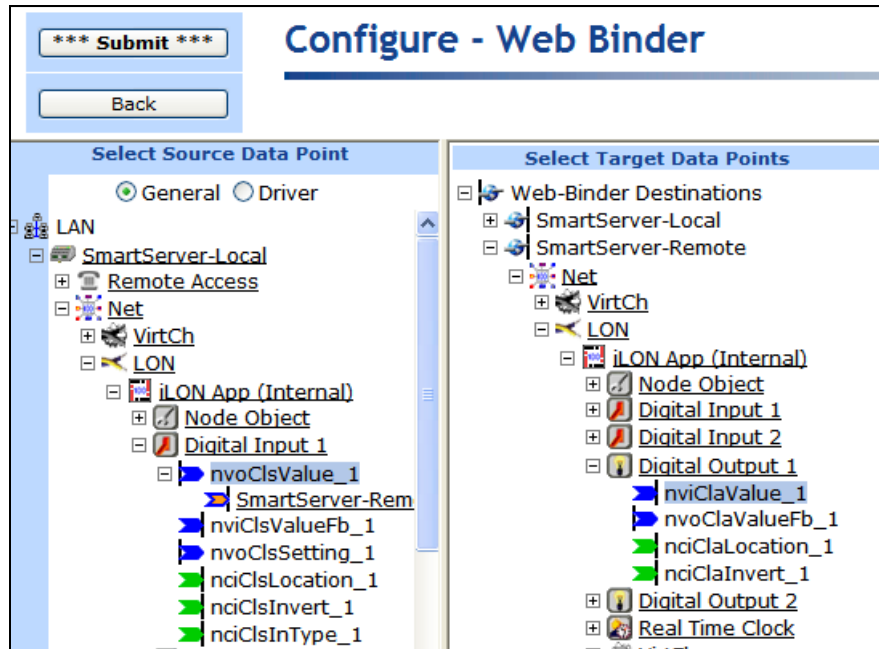 *** Submit ***
Configure - Web Binder
Back
Select Source Data Point
General Driver
LAN
SmartServer-Local
Remote Access
Net
VirtCh
LON
iLON App (Internal)
Node Object
Digital Input 1
nvoClsValue_1
SmartServer-Rem
nviClsValueFb_1
nvoClsSetting_1
nciClsLocation_1
nciClsInvert_1
nciClsInType_1
Select Target Data Points
Web-Binder Destinations
SmartServer-Local
SmartServer-Remote
Net
VirtCh
LON
iLON App (Internal)
Node Object
Digital Input 1
Digital Input 2
Digital Output 1
nviClaValue_1
nvoClaValueFb_1
nciClaLocation_1
nciClaInvert_1
Digital Output 2
Real Time Clock